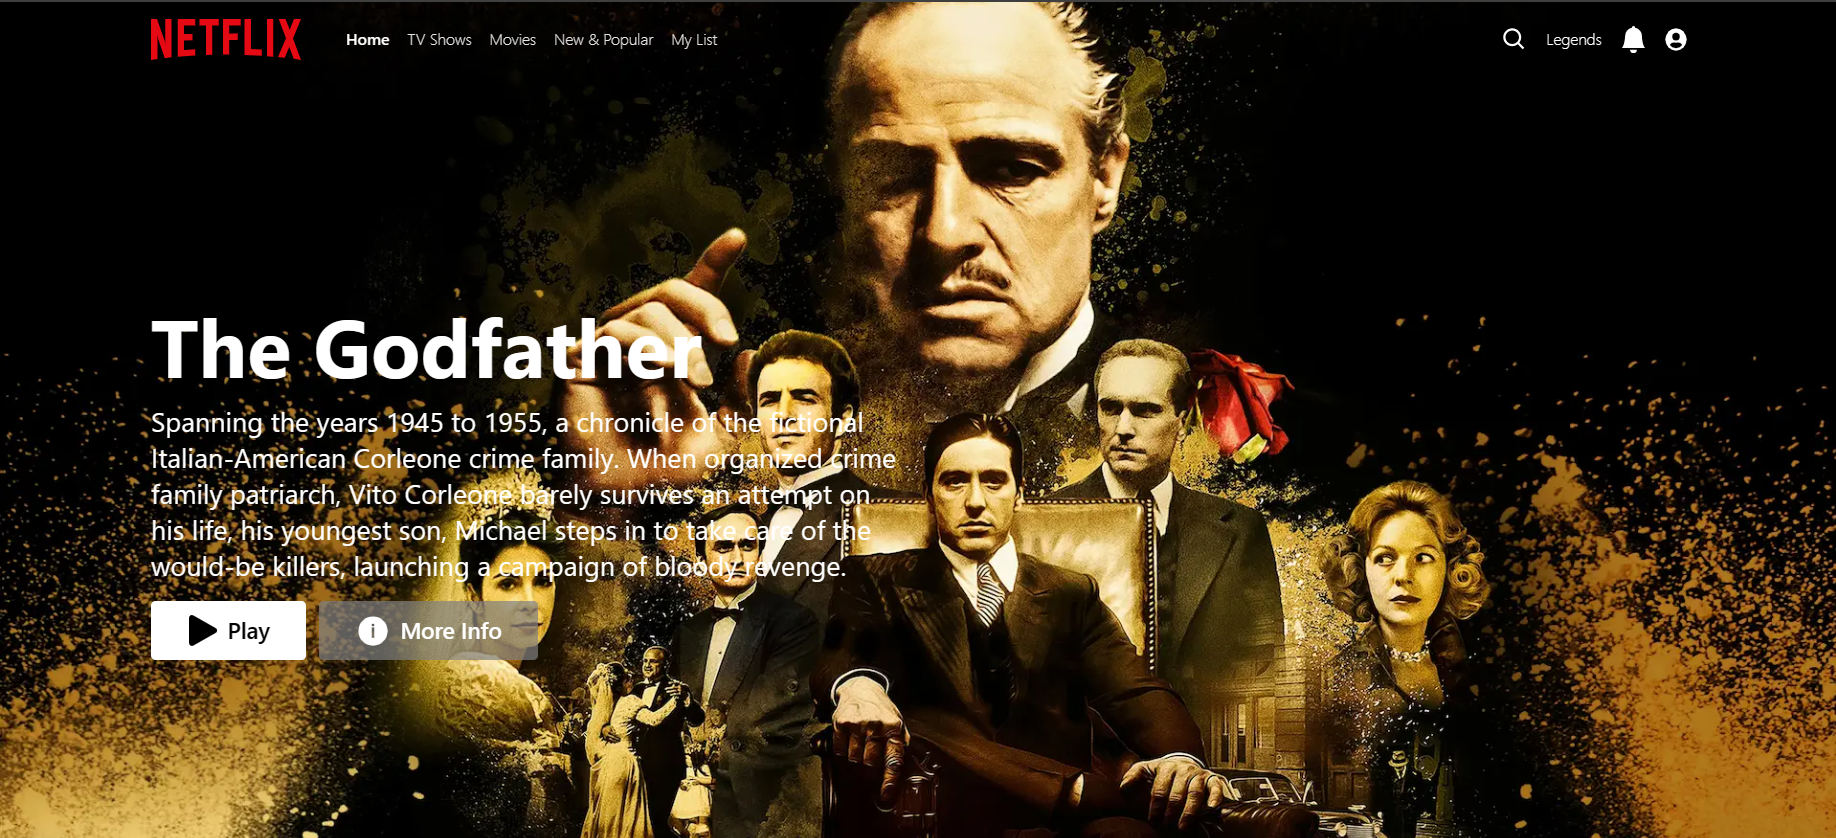 NETFLIX
Home TV Shows Movies New & Popular My List
Legends
The Godfather
Spanning the years 1945 to 1955, a chronicle of the fictional
Italian-American Corleone crime family. When organized crime
family patriarch, Vito Corleone barely survives an attempt on
his life, his youngest son, Michael steps in to take care of the
would-be killers, launching a campaign of bloody revenge.
Play
More Info